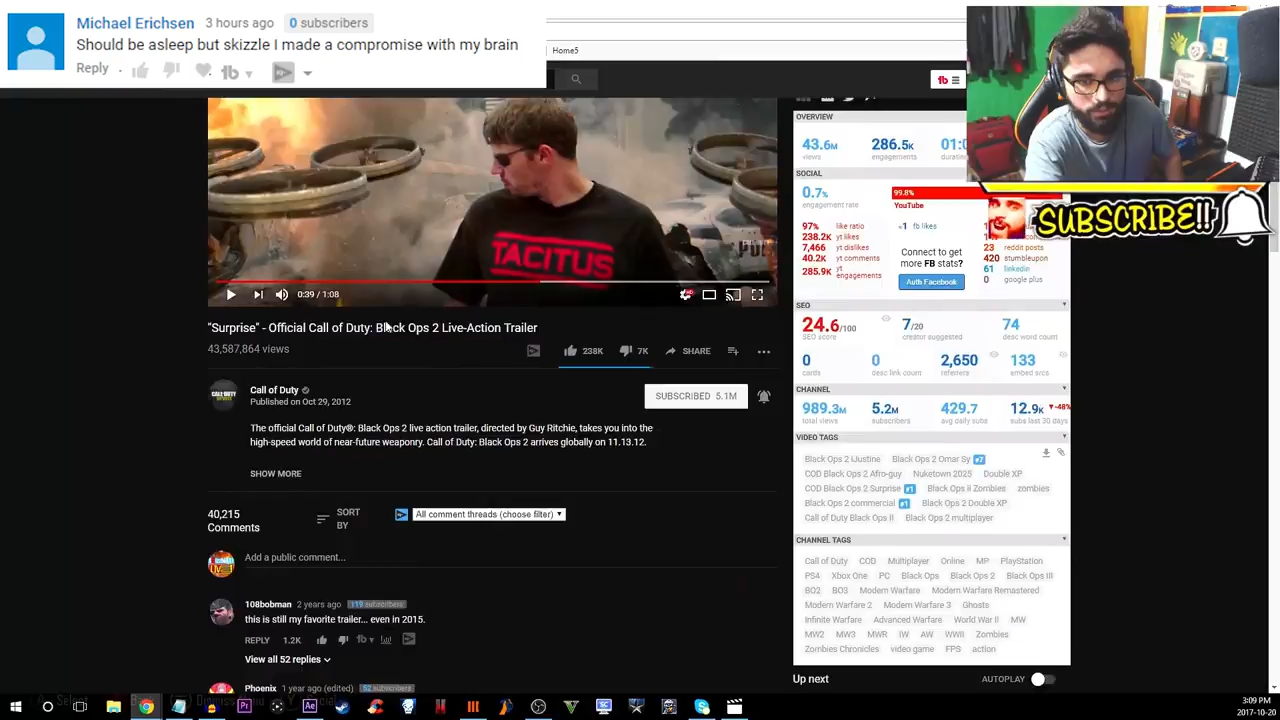 Michael Erichsen 3 hours ago 0 subscribers
Should be asleep but skizzle I made a compromise with my brain
Reply
Home5
TACITUS
0:39 / 1:08
"Surprise" - Official Call of Duty: Black Ops 2 Live-Action Trailer
43,587,864 views
238K 7K SHARE
Call of Duty
Published on Oct 29, 2012
SUBSCRIBED 5.1M
The official Call of Duty®: Black Ops 2 live action trailer, directed by Guy Ritchie, takes you into the
high-speed world of near-future weaponry. Call of Duty: Black Ops 2 arrives globally on 11.13.12.
SHOW MORE
40,215
Comments
SORT
BY
All comment threads (choose filter)
Add a public comment...
108bobman 2 years ago 119 subscribers
this is still my favorite trailer... even in 2015.
REPLY 1.2K
View all 52 replies
Phoenix 1 year ago (edited) 52 subscribers
OVERVIEW
43.6M 286.5K
views engagements duration
SOCIAL
0.7%
engagement rate
99.8%
YouTube
97% like ratio
238.2K yt likes
7,466 yt dislikes
40.2K yt comments
285.9K yt
engagements
<1 fb likes
Connect to get
more FB stats?
Auth Facebook
23 reddit posts
420 stumbleupon
61 linkedin
0 google plus
SUBSCRIBE!!
SEO
24.6/100 7/20 74
SEO score creator suggested desc word count
0 0 2,650 133
cards desc link count referrers embed srcs
CHANNEL
989.3M 5.2M 429.7 12.9K -48%
total views subscribers avg daily subs subs last 30 days
VIDEO TAGS
Black Ops 2 iJustine Black Ops 2 Omar Sy #7
COD Black Ops 2 Afro-guy Nuketown 2025 Double XP
COD Black Ops 2 Surprise #1 Black Ops ii Zombies zombies
Black Ops 2 commercial #1 Black Ops 2 Double XP
Call of Duty Black Ops II Black Ops 2 multiplayer
CHANNEL TAGS
Call of Duty COD Multiplayer Online MP PlayStation
PS4 Xbox One PC Black Ops Black Ops 2 Black Ops III
BO2 BO3 Modern Warfare Modern Warfare Remastered
Modern Warfare 2 Modern Warfare 3 Ghosts
Infinite Warfare Advanced Warfare World War II MW
MW2 MW3 MWR IW AW WWII Zombies
Zombies Chronicles video game FPS action
Up next
AUTOPLAY
3:09 PM
2017-10-20